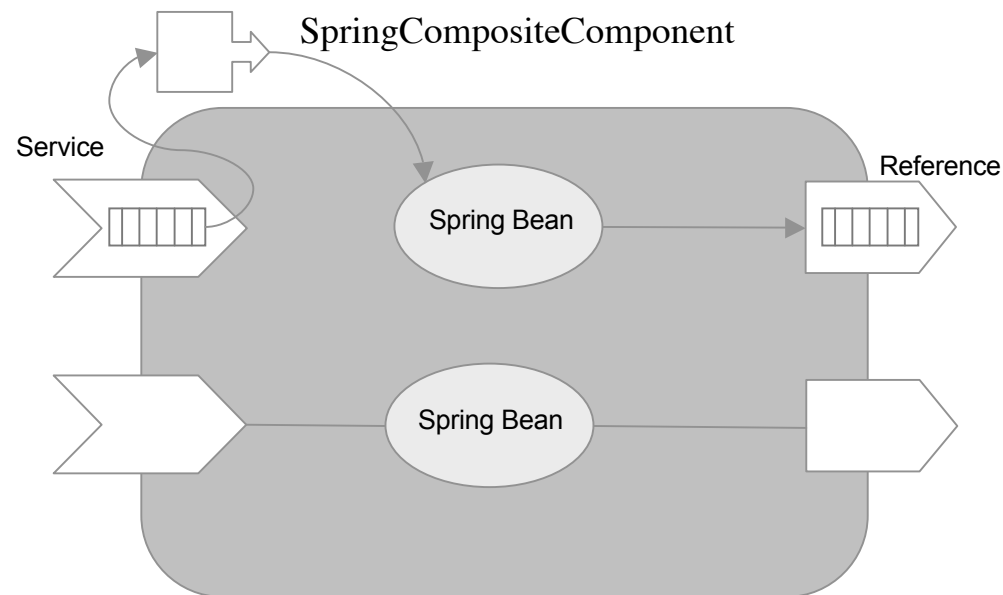 SpringCompositeComponent
Service
Reference
Spring Bean
Spring Bean